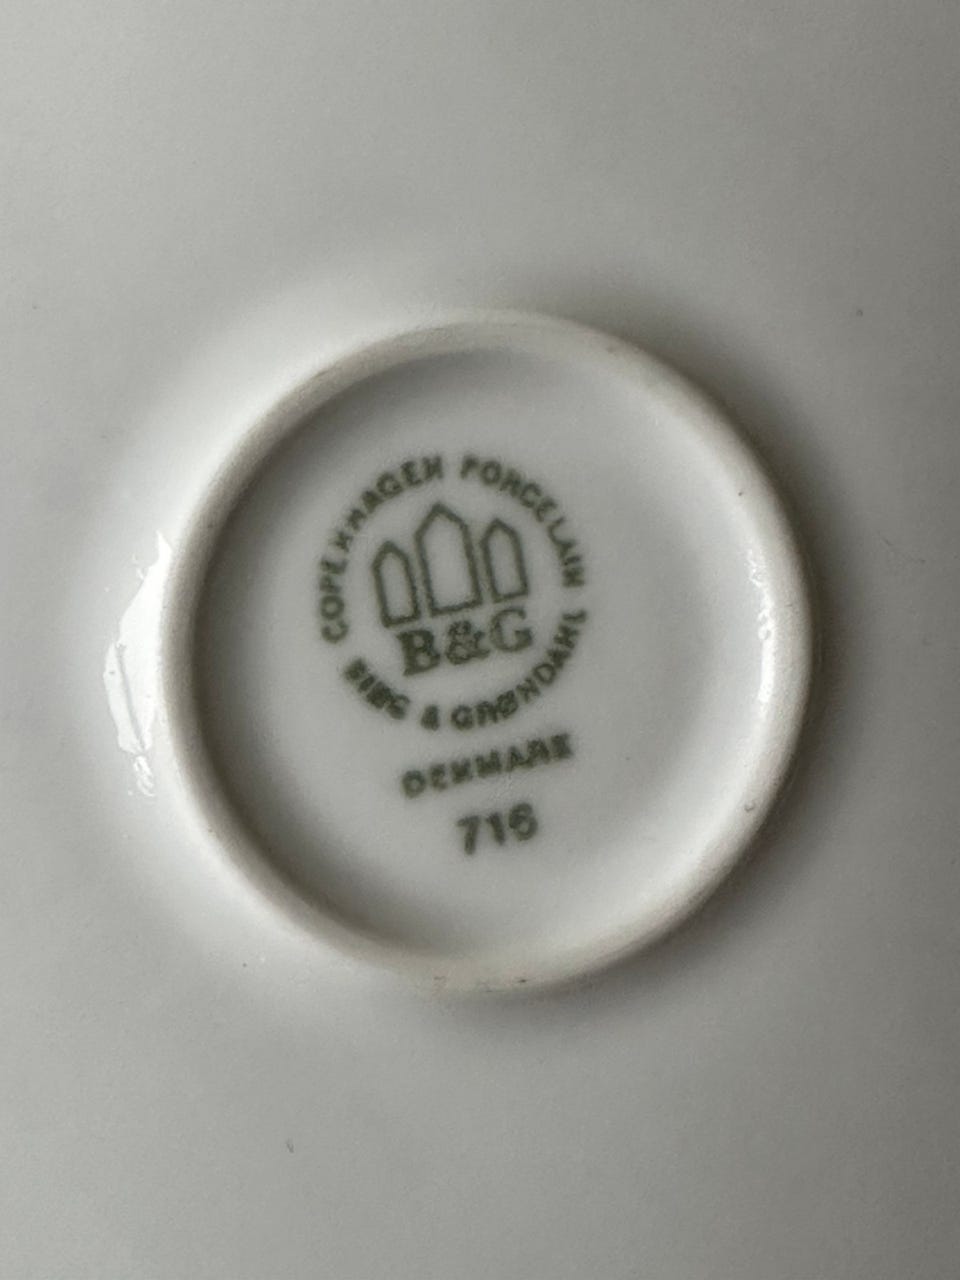 COPENHAGEN PORCELAIN
B&G
BING & GRØNDAHL
DENMARK
716